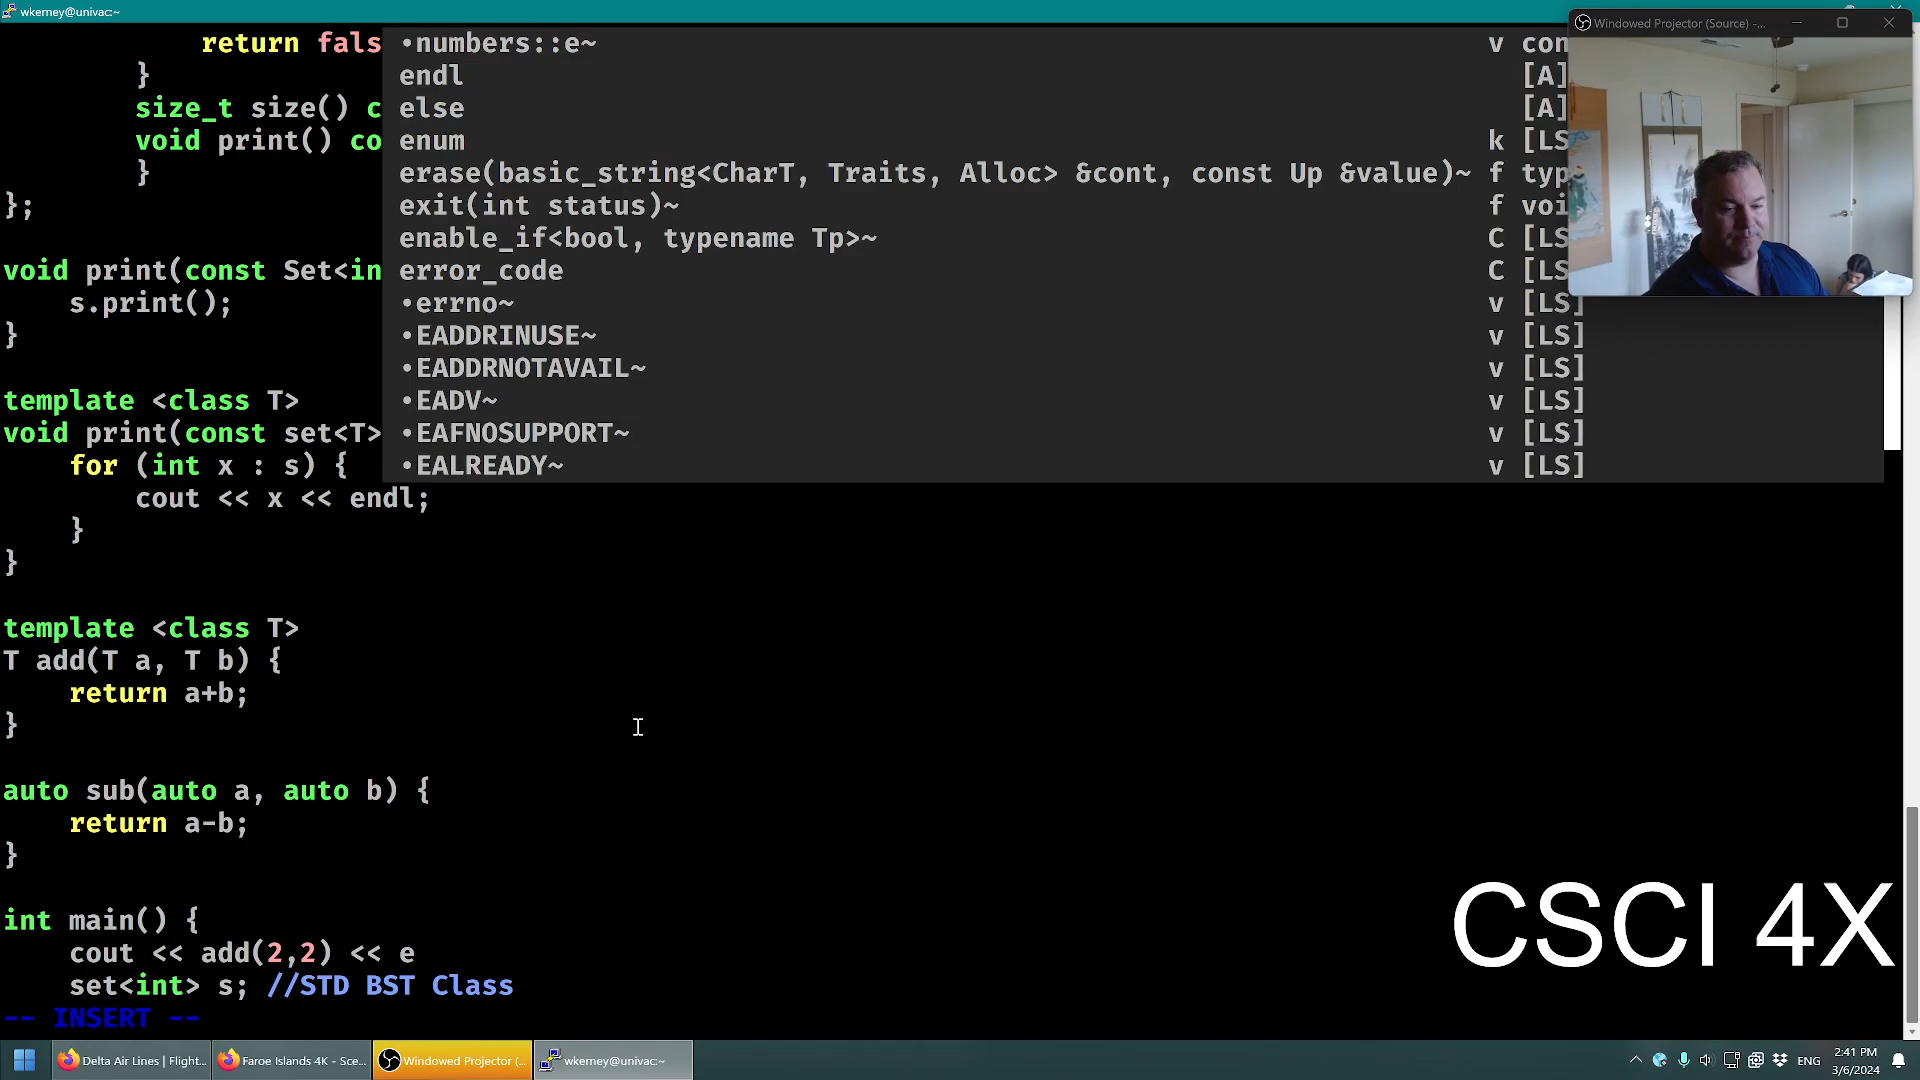 wkerney@univac:~
Windowed Projector (Source) -...
return fals •numbers::e~ v con
} endl [A]
size_t size() c else [A]
void print() co enum k [LS
} erase(basic_string<CharT, Traits, Alloc> &cont, const Up &value)~ f typ
}; exit(int status)~ f voi
enable_if<bool, typename Tp>~ C [LS
void print(const Set<in error_code C [LS
s.print(); •errno~ v [LS]
} •EADDRINUSE~ v [LS]
•EADDRNOTAVAIL~ v [LS]
template <class T> •EADV~ v [LS]
void print(const set<T> •EAFNOSUPPORT~ v [LS]
for (int x : s) { •EALREADY~ v [LS]
cout << x << endl;
}
}
template <class T>
T add(T a, T b) {
return a+b;
}
auto sub(auto a, auto b) {
return a-b;
}
int main() {
cout << add(2,2) << e
set<int> s; //STD BST Class
-- INSERT --
CSCI 4X
Delta Air Lines | Flight... Faroe Islands 4K - Sce... Windowed Projector (... wkerney@univac:~ ENG 2:41 PM
3/6/2024